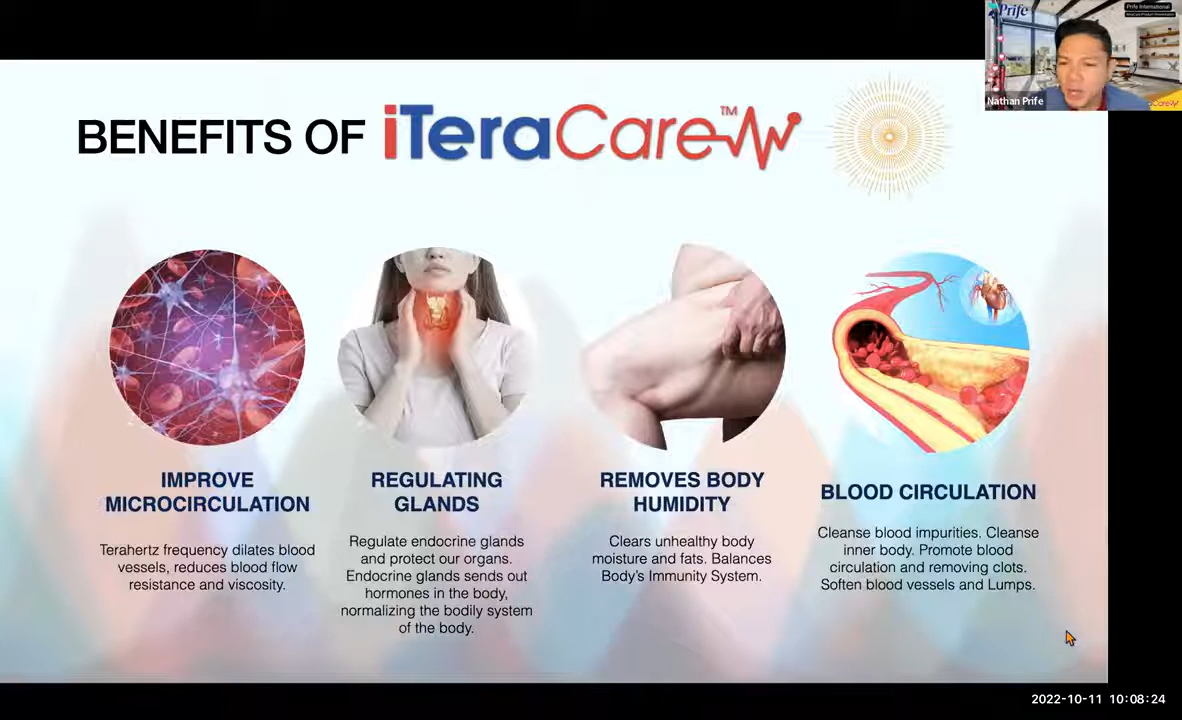 Prife
Prife International
Nathan Prife
BENEFITS OF iTeraCare™
IMPROVE
MICROCIRCULATION
Terahertz frequency dilates blood
vessels, reduces blood flow
resistance and viscosity.
REGULATING
GLANDS
Regulate endocrine glands
and protect our organs.
Endocrine glands sends out
hormones in the body,
normalizing the bodily system
of the body.
REMOVES BODY
HUMIDITY
Clears unhealthy body
moisture and fats. Balances
Body's Immunity System.
BLOOD CIRCULATION
Cleanse blood impurities. Cleanse
inner body. Promote blood
circulation and removing clots.
Soften blood vessels and Lumps.
2022-10-11 10:08:24